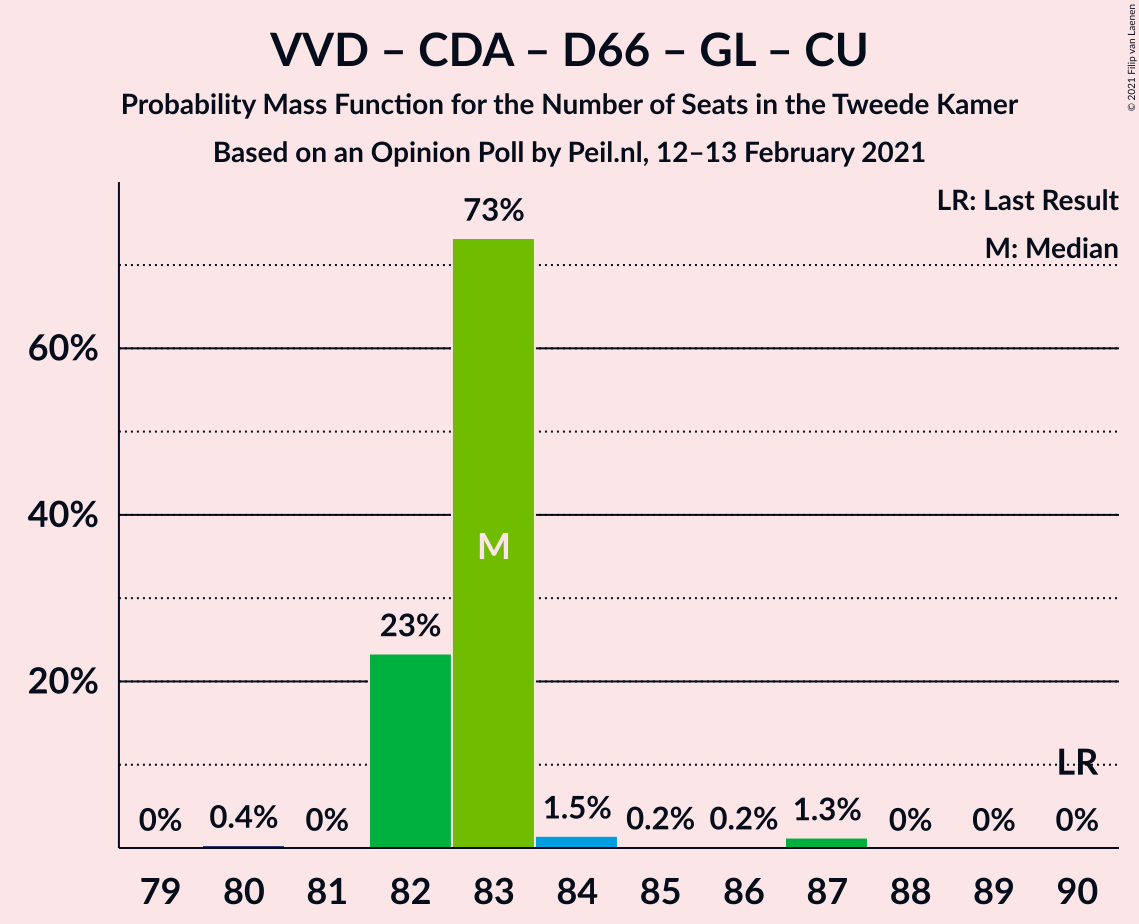 VVD – CDA – D66 – GL – CU
Probability Mass Function for the Number of Seats in the Tweede Kamer
Based on an Opinion Poll by Peil.nl, 12–13 February 2021
© 2021 Filip van Laenen
LR: Last Result
M: Median
73%
60%
40%
M
23%
20%
LR
0% 0.4% 0% 1.5% 0.2% 0.2% 1.3% 0% 0% 0%
79 80 81 82 83 84 85 86 87 88 89 90